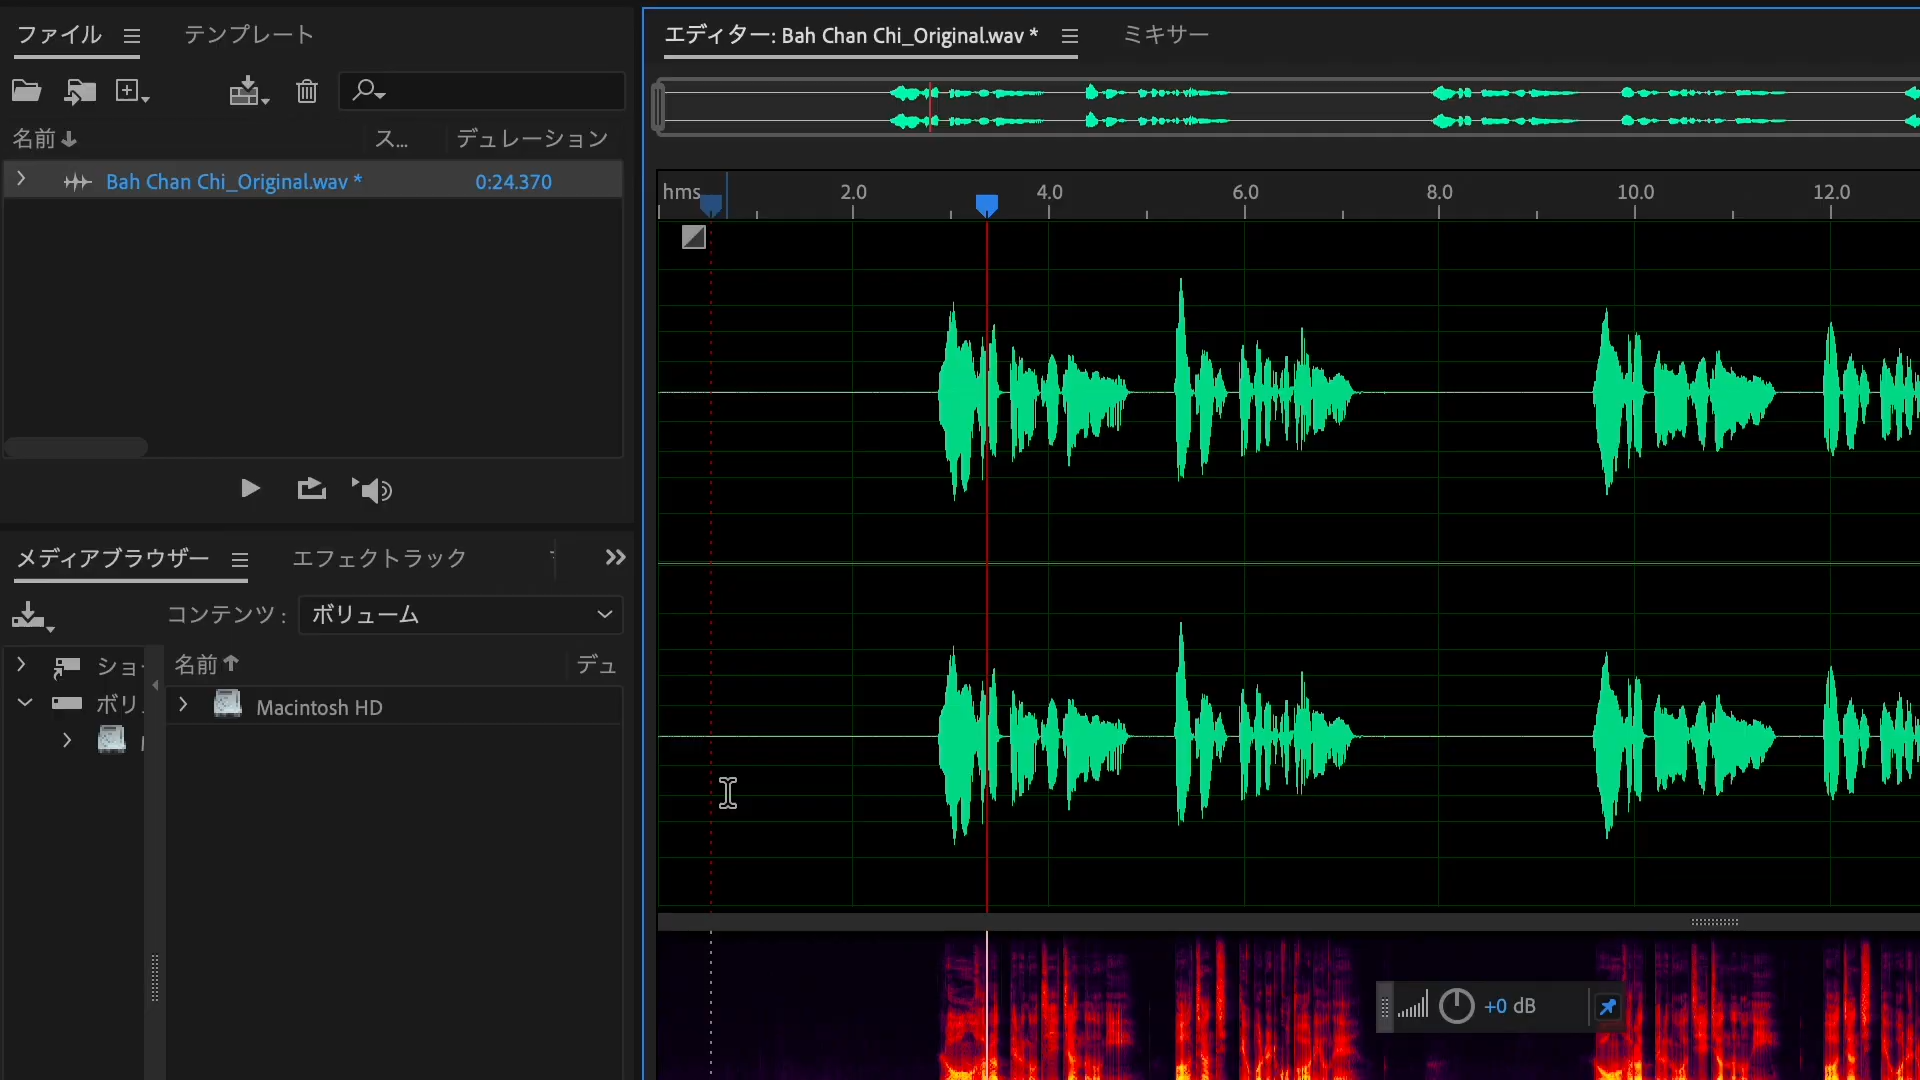 ファイル
テンプレート
名前
ス...
デュレーション
Bah Chan Chi_Original.wav *
0:24.370
メディアブラウザー
エフェクトラック
コンテンツ :
ボリューム
ショ
ボリ
名前
デュ
Macintosh HD
エディター: Bah Chan Chi_Original.wav *
ミキサー
hms
2.0
4.0
6.0
8.0
10.0
12.0
+0 dB